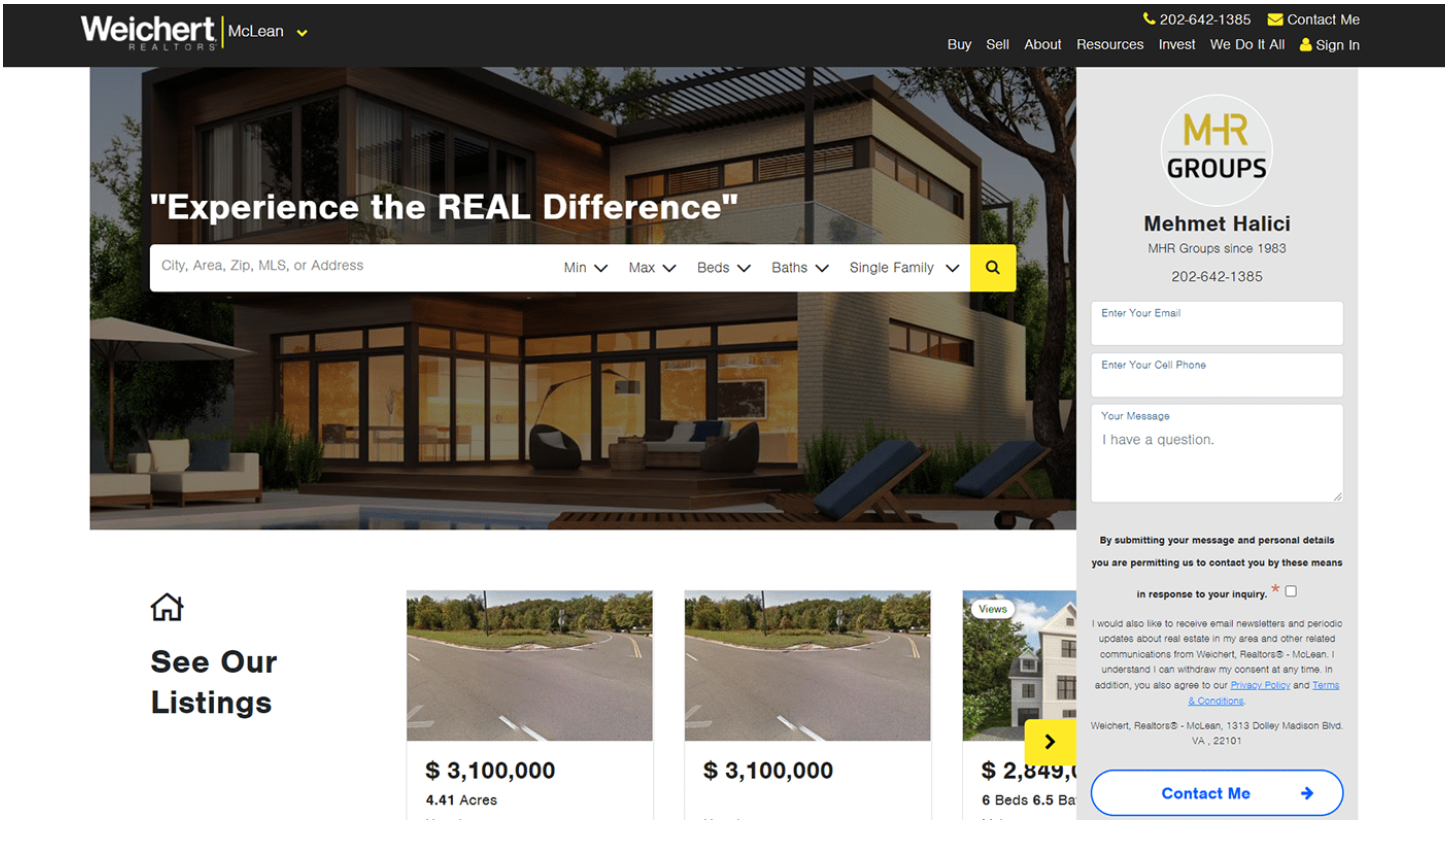 Weichert
REALTORS
McLean
202-642-1385 Contact Me
Buy Sell About Resources Invest We Do It All Sign In
"Experience the REAL Difference"
City, Area, Zip, MLS, or Address Min Max Beds Baths Single Family
MHR
GROUPS
Mehmet Halici
MHR Groups since 1983
202-642-1385
Enter Your Email
Enter Your Cell Phone
Your Message
I have a question.
By submitting your message and personal details
you are permitting us to contact you by these means
in response to your inquiry. *
I would also like to receive email newsletters and periodic
updates about real estate in my area and other related
communications from Weichert, Realtors® - McLean. I
understand I can withdraw my consent at any time. In
addition, you also agree to our Privacy Policy and Terms
& Conditions.
Weichert, Realtors® - McLean, 1313 Dolley Madison Blvd.
VA , 22101
Contact Me
See Our
Listings
$ 3,100,000
4.41 Acres
$ 3,100,000
Views
$ 2,849,
6 Beds 6.5 Ba